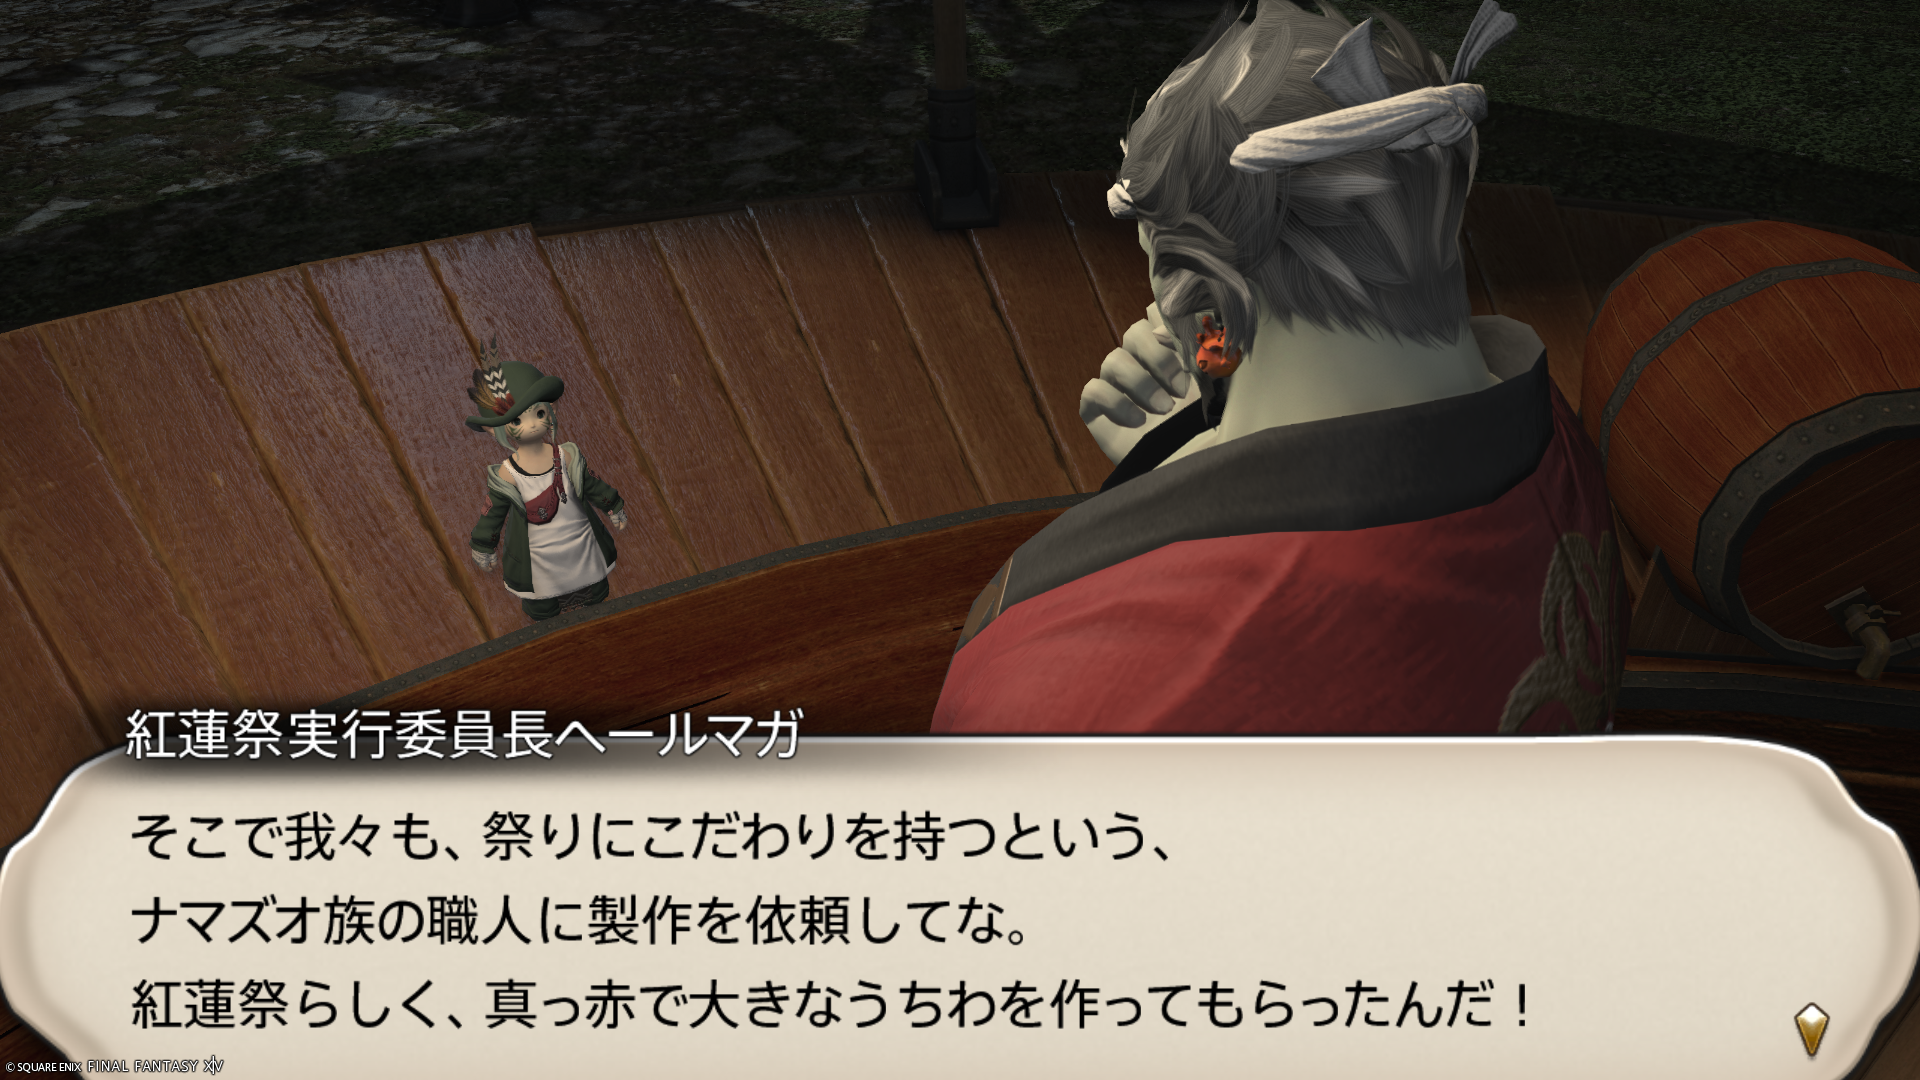 紅蓮祭実行委員長ヘールマガ
そこで我々も、祭りにこだわりを持つという、
ナマズオ族の職人に製作を依頼してな。
紅蓮祭らしく、真っ赤で大きなうちわを作ってもらったんだ！
© SQUARE ENIX FINAL FANTASY XIV